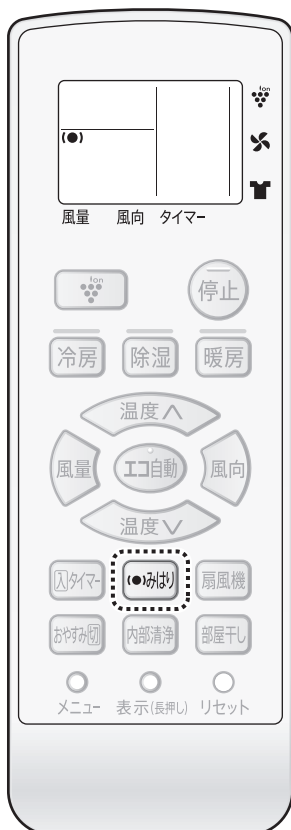 ion
(●)
風量 風向 タイマー
ion
停止
冷房 除湿 暖房
温度
風量 エコ自動 風向
温度
入タイマー (●)みはり 扇風機
おやすみ切 内部清浄 部屋干し
メニュー 表示(長押し) リセット